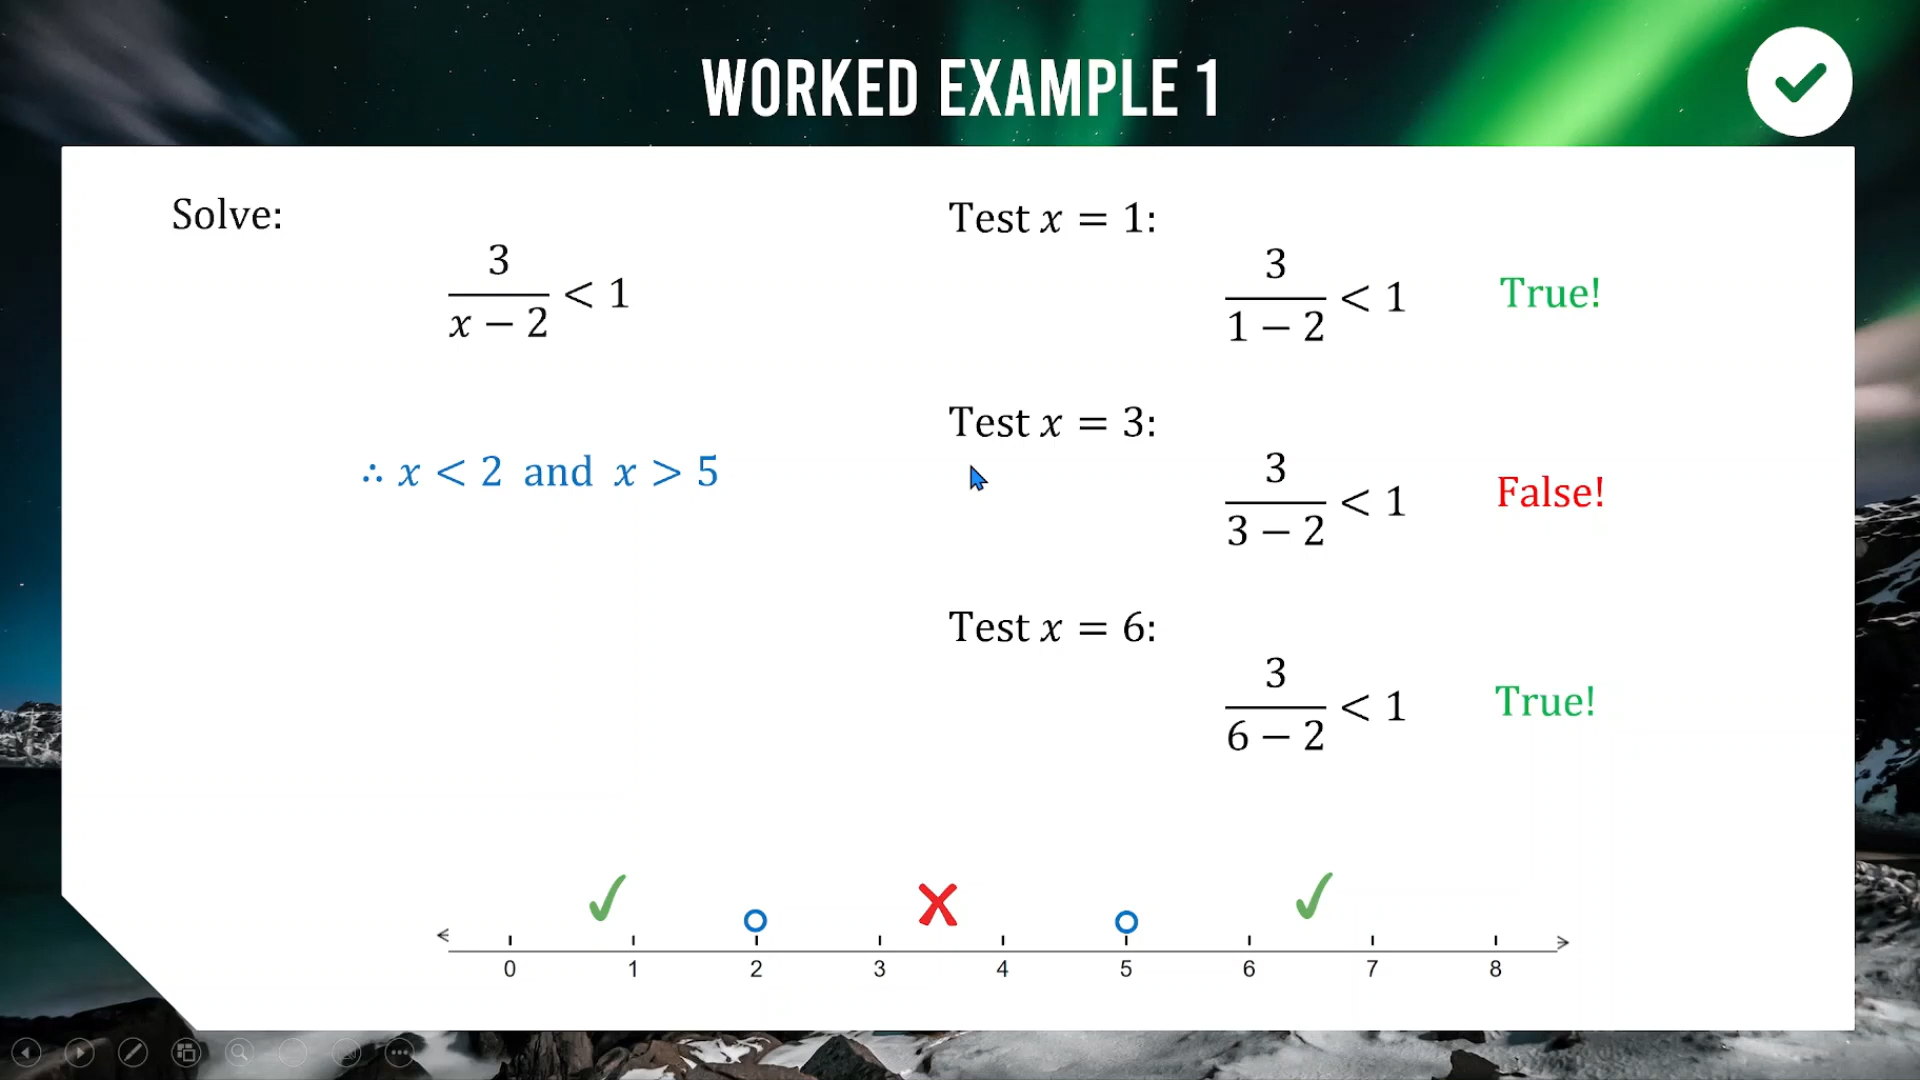 WORKED EXAMPLE 1
Solve:
3
x − 2
< 1
∴ x < 2 and x > 5
Test x = 1:
3
1 − 2
< 1
True!
Test x = 3:
3
3 − 2
< 1
False!
Test x = 6:
3
6 − 2
< 1
True!
0 1 2 3 4 5 6 7 8